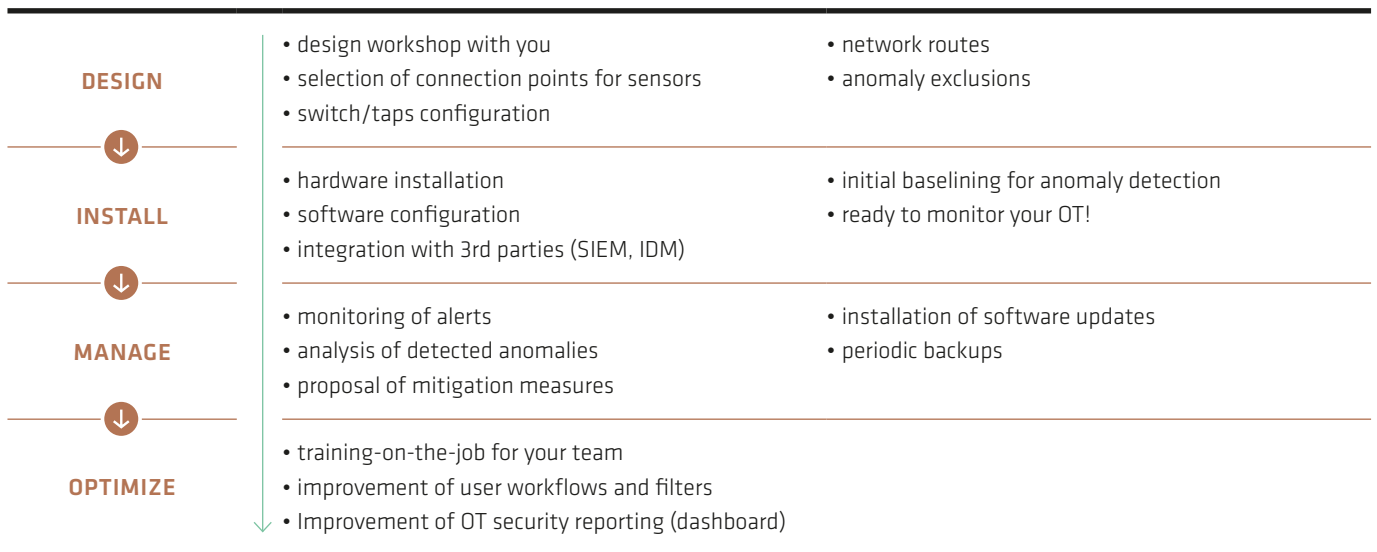 DESIGN
• design workshop with you
• selection of connection points for sensors
• switch/taps configuration
• network routes
• anomaly exclusions
INSTALL
• hardware installation
• software configuration
• integration with 3rd parties (SIEM, IDM)
• initial baselining for anomaly detection
• ready to monitor your OT!
MANAGE
• monitoring of alerts
• analysis of detected anomalies
• proposal of mitigation measures
• installation of software updates
• periodic backups
OPTIMIZE
• training-on-the-job for your team
• improvement of user workflows and filters
• Improvement of OT security reporting (dashboard)